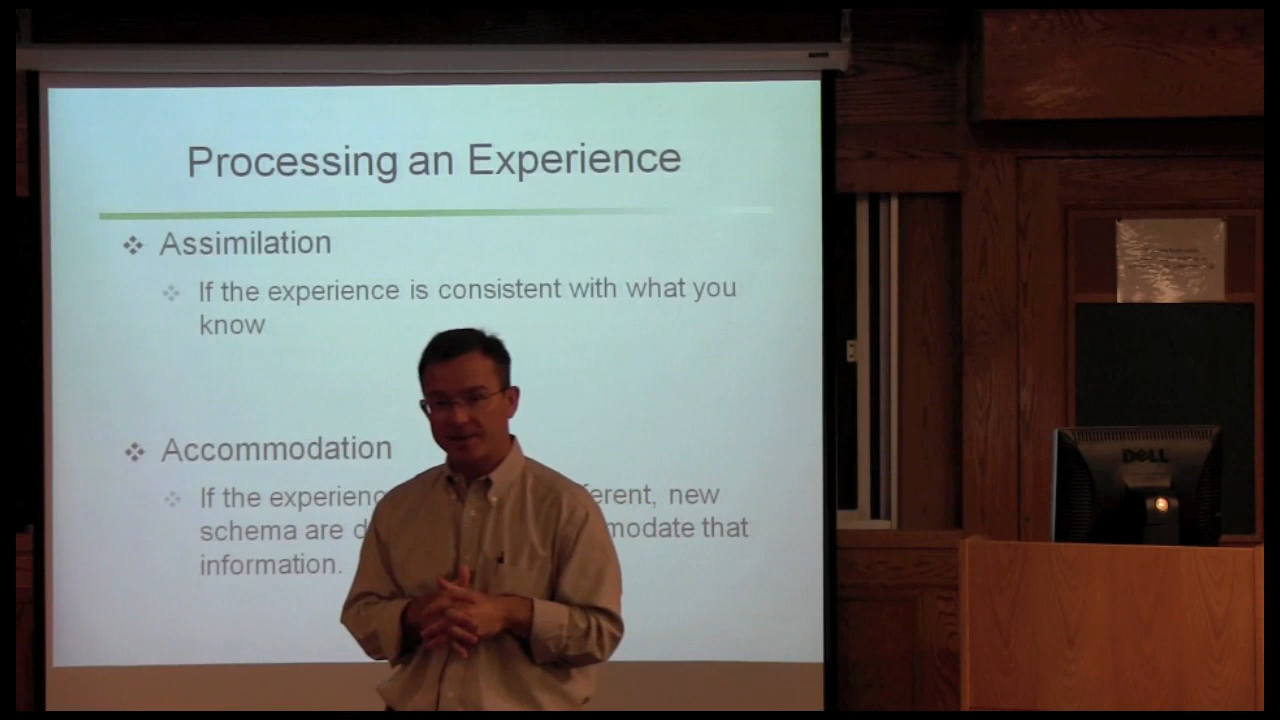 Processing an Experience
Assimilation
If the experience is consistent with what you
know
Accommodation
If the experienc ferent, new
schema are d modate that
information.
DELL